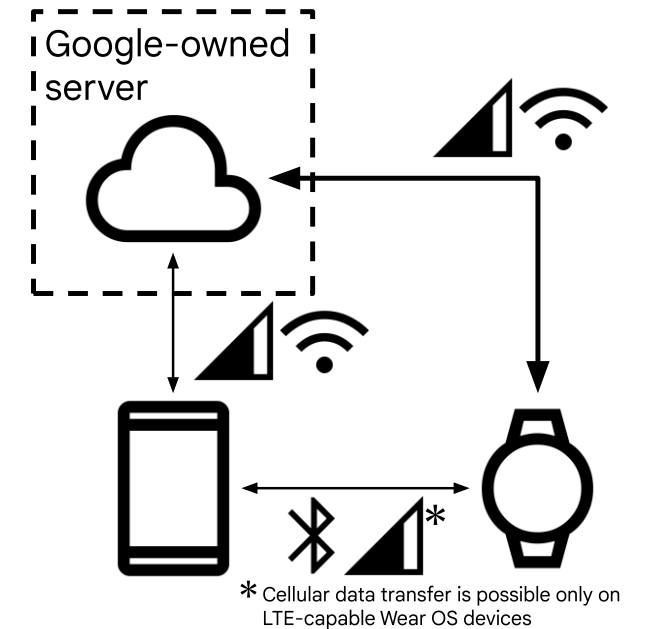 Google-owned
server
*
* Cellular data transfer is possible only on
LTE-capable Wear OS devices